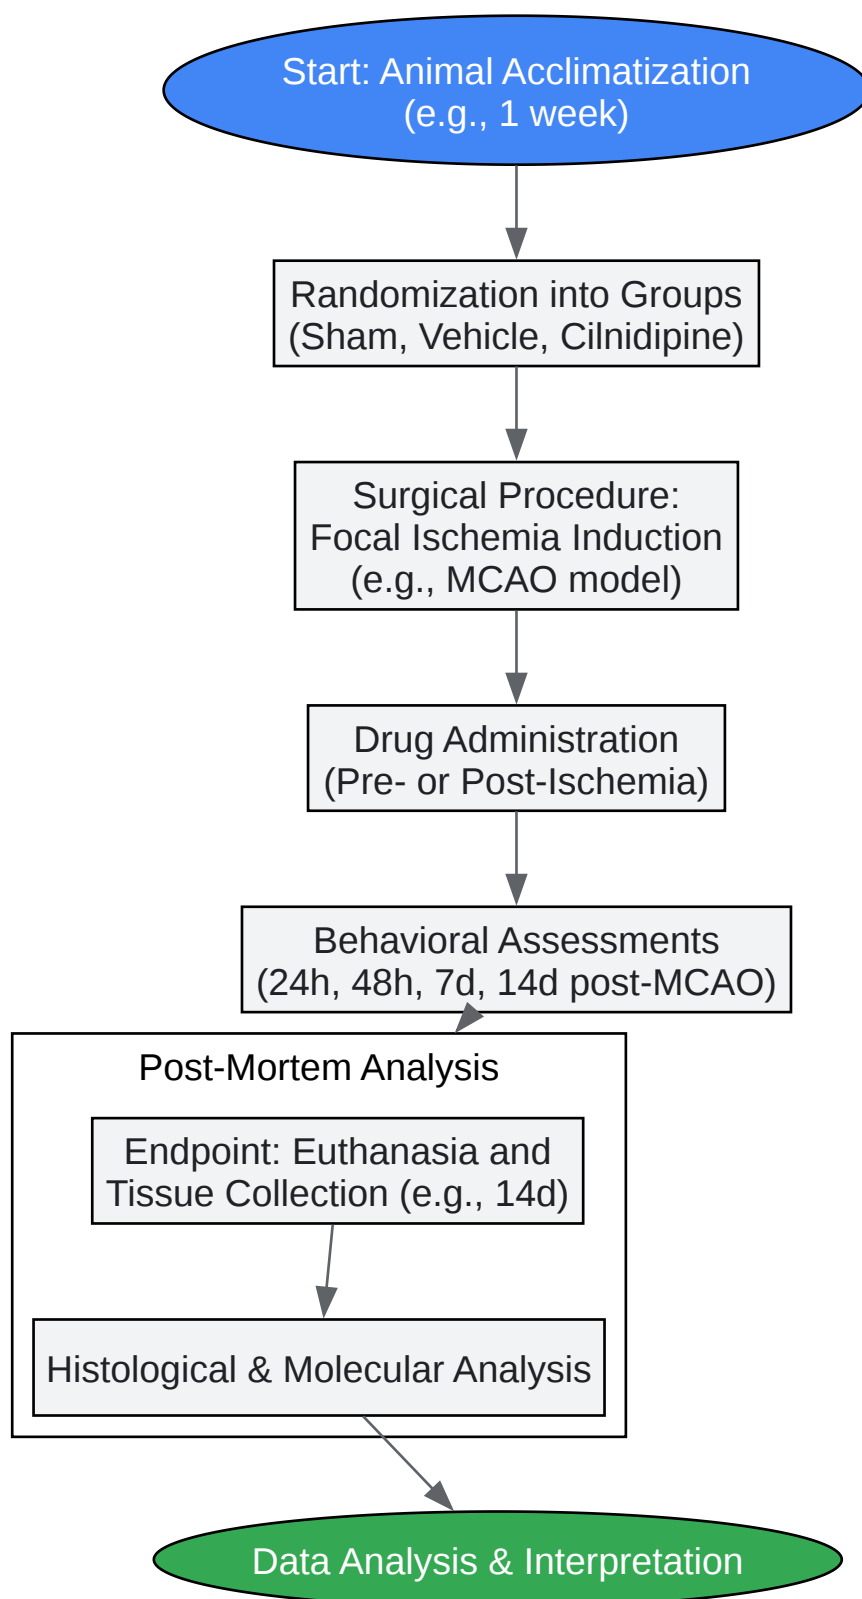 Start: Animal Acclimatization
(e.g., 1 week)
Randomization into Groups
(Sham, Vehicle, Cilnidipine)
Surgical Procedure:
Focal Ischemia Induction
(e.g., MCAO model)
Drug Administration
(Pre- or Post-Ischemia)
Behavioral Assessments
(24h, 48h, 7d, 14d post-MCAO)
Post-Mortem Analysis
Endpoint: Euthanasia and
Tissue Collection (e.g., 14d)
Histological & Molecular Analysis
Data Analysis & Interpretation